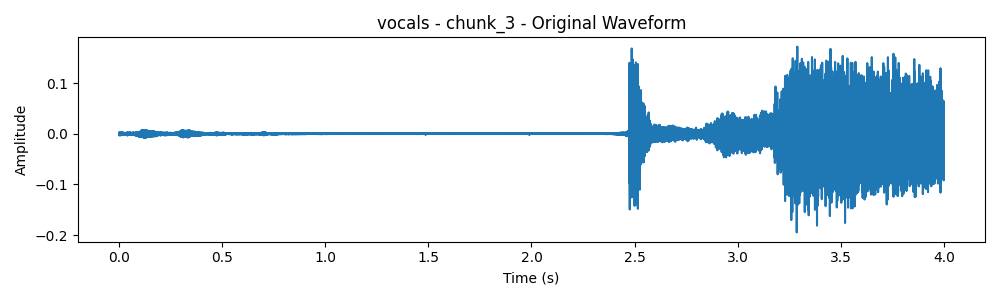 vocals - chunk_3 - Original Waveform
Amplitude
0.1
0.0
−0.1
−0.2
0.0 0.5 1.0 1.5 2.0 2.5 3.0 3.5 4.0
Time (s)